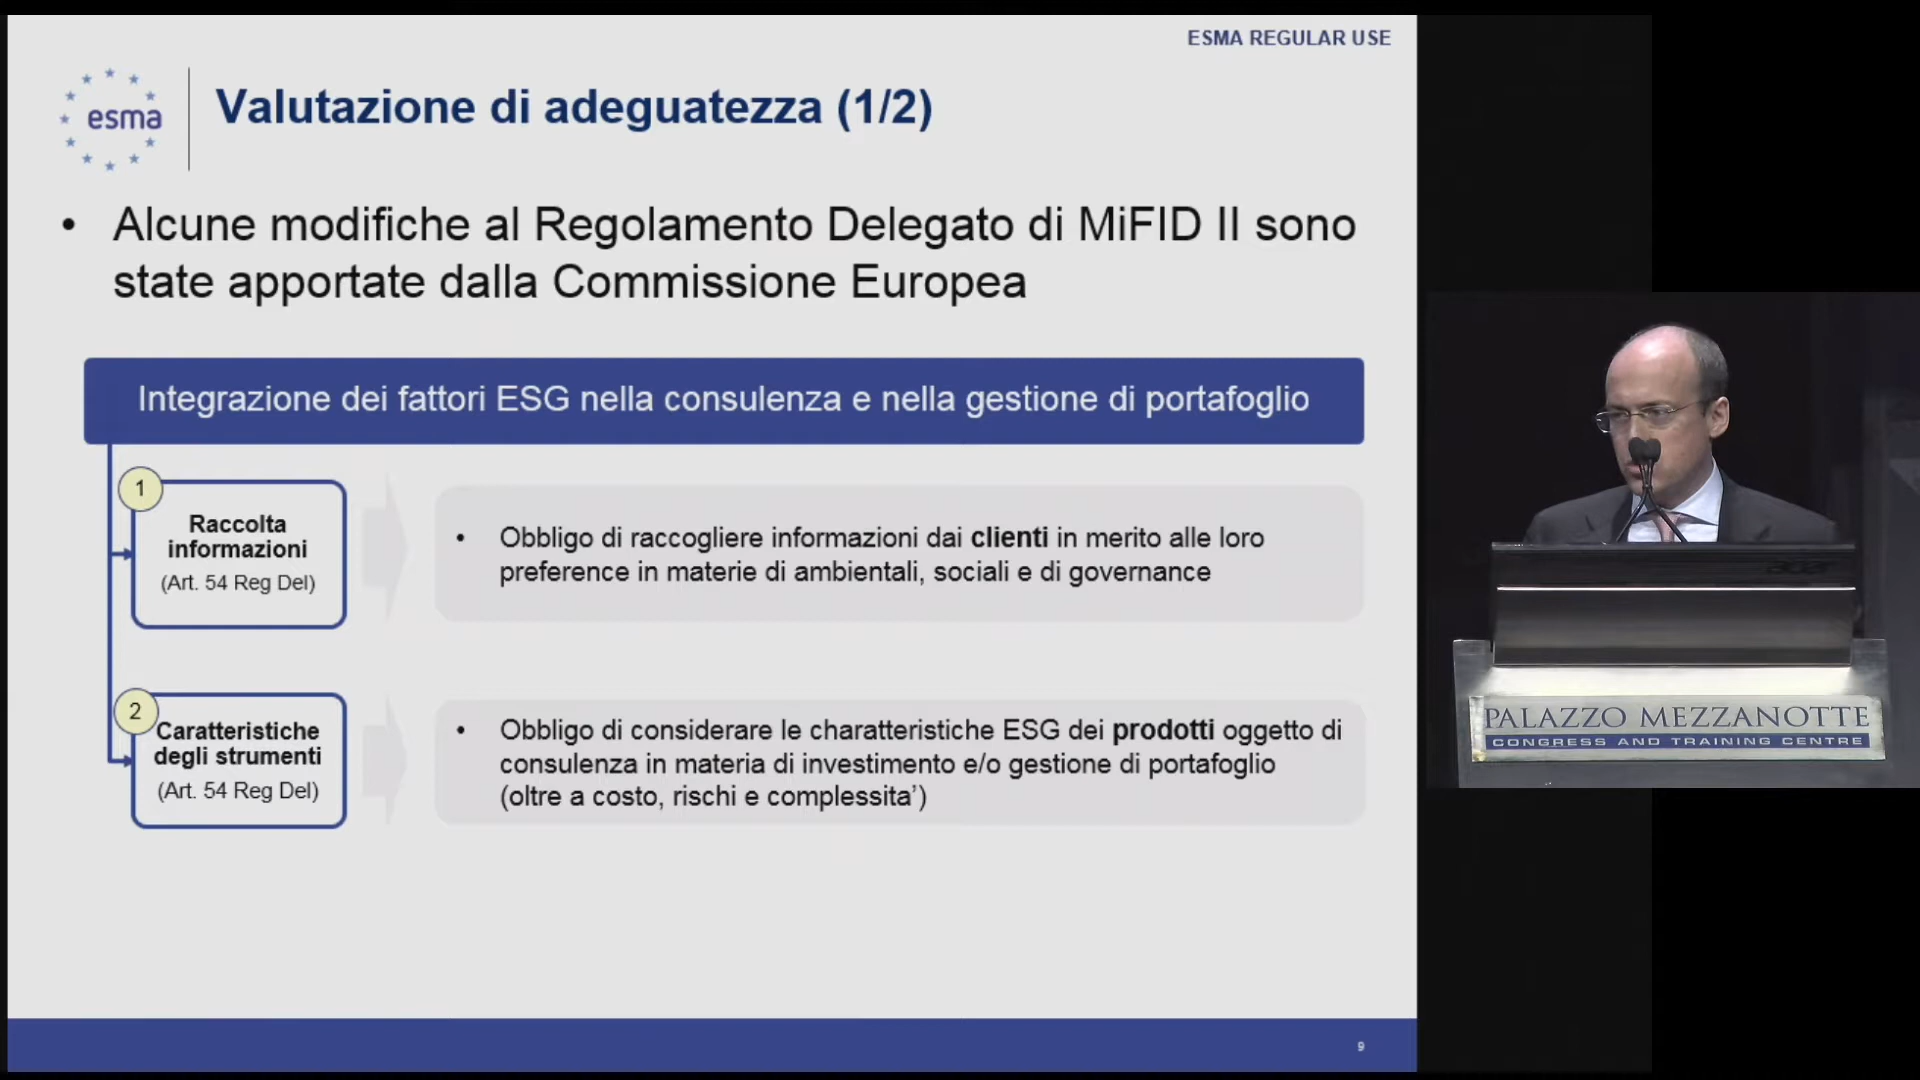 ESMA REGULAR USE
esma
Valutazione di adeguatezza (1/2)
• Alcune modifiche al Regolamento Delegato di MiFID II sono
state apportate dalla Commissione Europea
Integrazione dei fattori ESG nella consulenza e nella gestione di portafoglio
1
Raccolta
informazioni
(Art. 54 Reg Del)
• Obbligo di raccogliere informazioni dai clienti in merito alle loro
preference in materie di ambientali, sociali e di governance
2
Caratteristiche
degli strumenti
(Art. 54 Reg Del)
• Obbligo di considerare le charatteristiche ESG dei prodotti oggetto di
consulenza in materia di investimento e/o gestione di portafoglio
(oltre a costo, rischi e complessita')
9
acer
PALAZZO MEZZANOTTE
CONGRESS AND TRAINING CENTRE